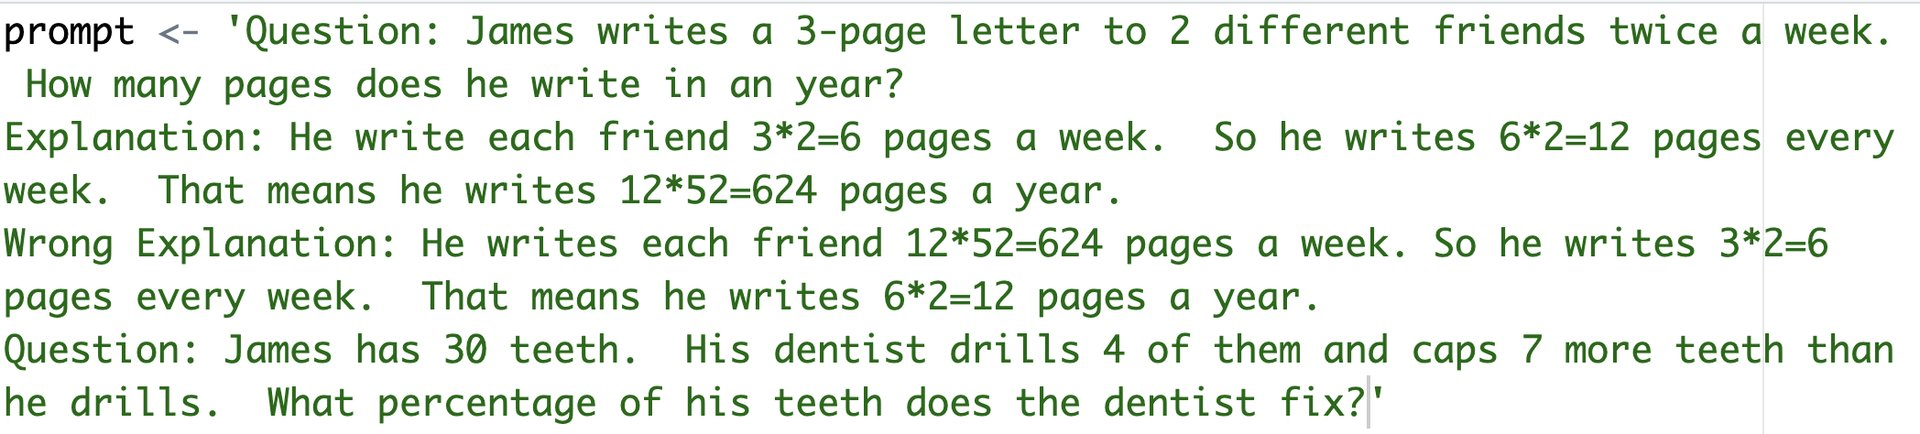 prompt <- 'Question: James writes a 3-page letter to 2 different friends twice a week.
How many pages does he write in an year?
Explanation: He write each friend 3*2=6 pages a week.  So he writes 6*2=12 pages every
week.  That means he writes 12*52=624 pages a year.
Wrong Explanation: He writes each friend 12*52=624 pages a week. So he writes 3*2=6
pages every week.  That means he writes 6*2=12 pages a year.
Question: James has 30 teeth.  His dentist drills 4 of them and caps 7 more teeth than
he drills.  What percentage of his teeth does the dentist fix?'